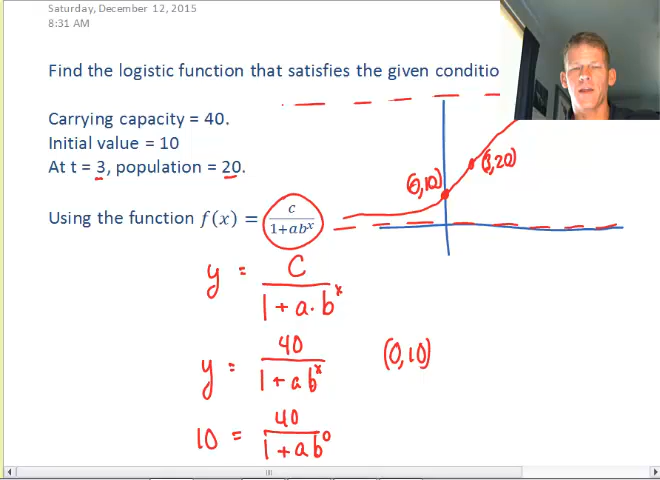 Saturday, December 12, 2015
8:31 AM
Find the logistic function that satisfies the given conditio
Carrying capacity = 40.
Initial value = 10
At t = 3, population = 20.
(0,10)
(3,20)
Using the function f(x) = c/(1+ab^x)
y = C/(1 + a · b^x)
y = 40/(1 + ab^x)
(0,10)
10 = 40/(1 + ab^0)